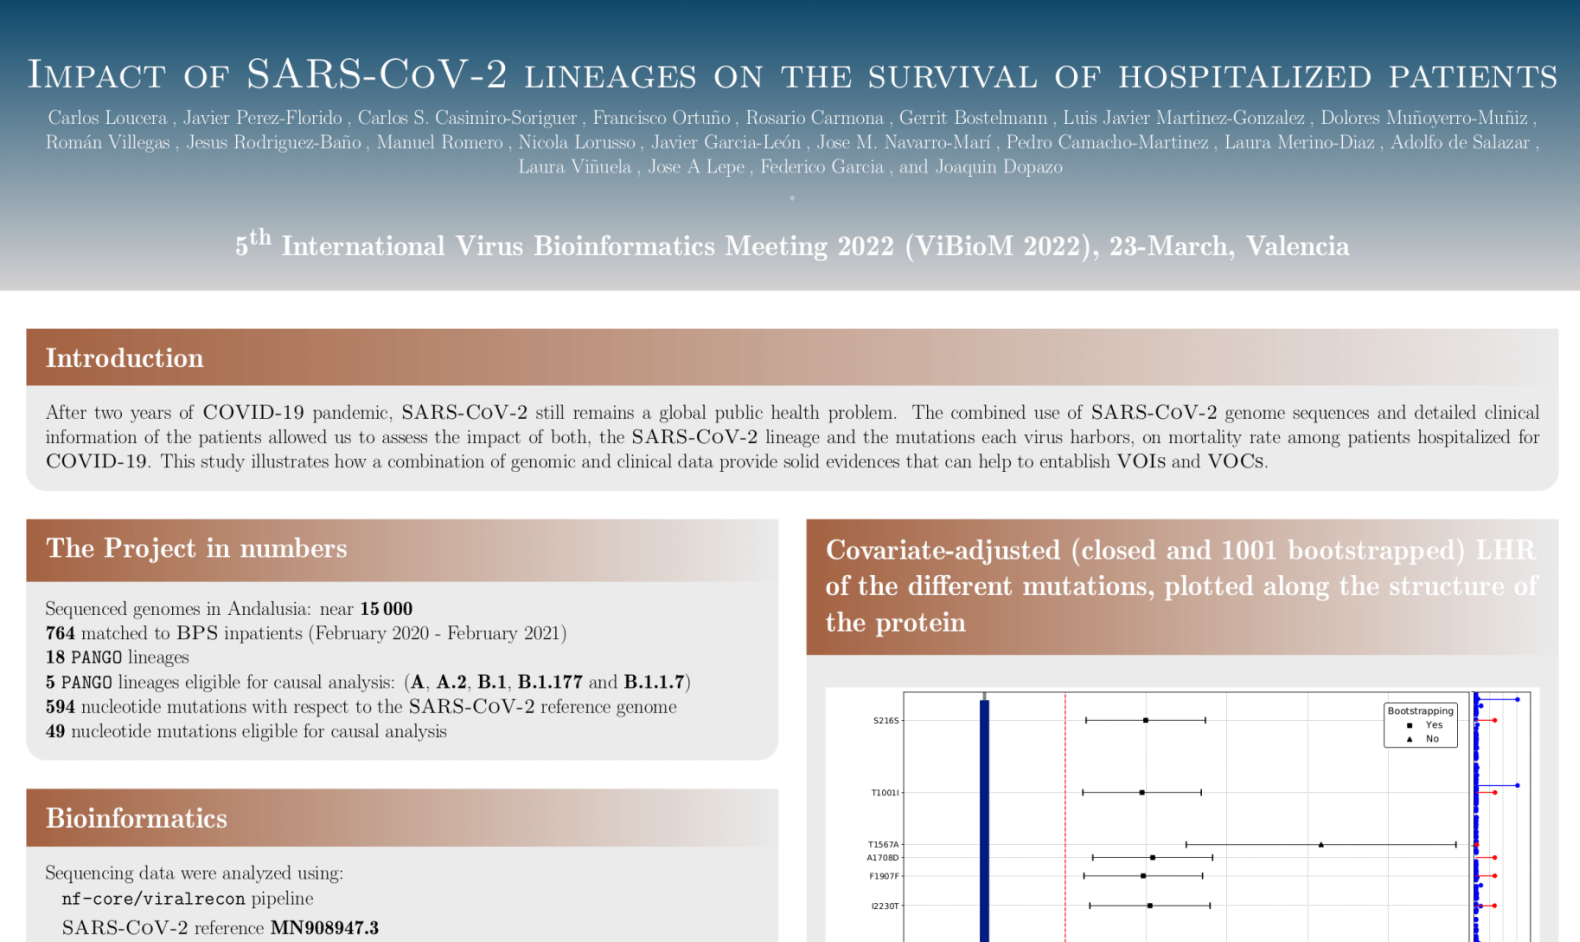 Impact of SARS-CoV-2 lineages on the survival of hospitalized patients
Carlos Loucera , Javier Perez-Florido , Carlos S. Casimiro-Soriguer , Francisco Ortuño , Rosario Carmona , Gerrit Bostelmann , Luis Javier Martinez-Gonzalez , Dolores Muñoyerro-Muñiz ,
Román Villegas , Jesus Rodriguez-Baño , Manuel Romero , Nicola Lorusso , Javier Garcia-León , Jose M. Navarro-Marí , Pedro Camacho-Martinez , Laura Merino-Diaz , Adolfo de Salazar ,
Laura Viñuela , Jose A Lepe , Federico Garcia , and Joaquin Dopazo
*
5th International Virus Bioinformatics Meeting 2022 (ViBioM 2022), 23-March, Valencia
Introduction
After two years of COVID-19 pandemic, SARS-CoV-2 still remains a global public health problem. The combined use of SARS-CoV-2 genome sequences and detailed clinical
information of the patients allowed us to assess the impact of both, the SARS-CoV-2 lineage and the mutations each virus harbors, on mortality rate among patients hospitalized for
COVID-19. This study illustrates how a combination of genomic and clinical data provide solid evidences that can help to entablish VOIs and VOCs.
The Project in numbers
Sequenced genomes in Andalusia: near 15 000
764 matched to BPS inpatients (February 2020 - February 2021)
18 PANGO lineages
5 PANGO lineages eligible for causal analysis: (A, A.2, B.1, B.1.177 and B.1.1.7)
594 nucleotide mutations with respect to the SARS-CoV-2 reference genome
49 nucleotide mutations eligible for causal analysis
Bioinformatics
Sequencing data were analyzed using:
nf-core/viralrecon pipeline
SARS-CoV-2 reference MN908947.3
Covariate-adjusted (closed and 1001 bootstrapped) LHR
of the different mutations, plotted along the structure of
the protein
Bootstrapping
Yes
No
S216S
T1001I
T1567A
A1708D
F1907F
I2230T